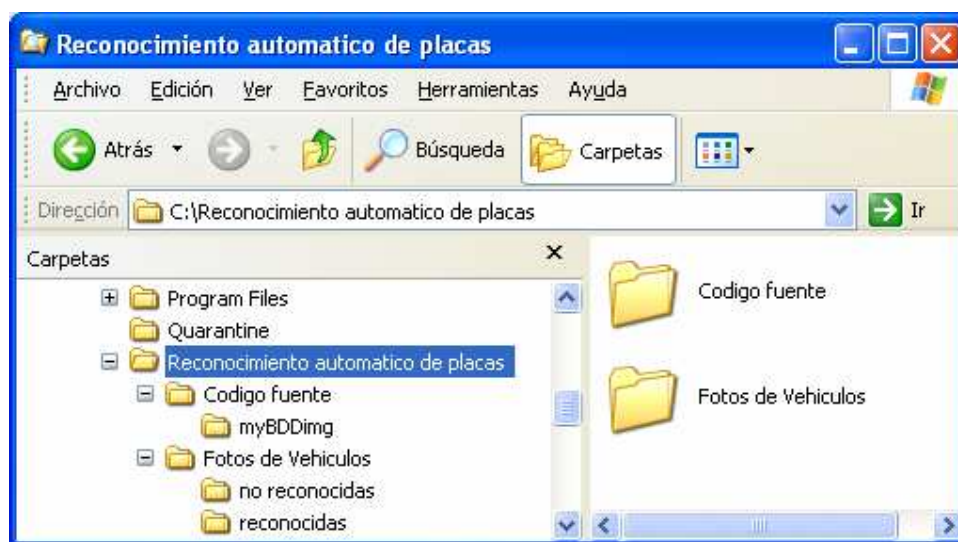 Reconocimiento automatico de placas
Archivo Edición Ver Favoritos Herramientas Ayuda
Atrás Búsqueda Carpetas
Dirección C:\Reconocimiento automatico de placas Ir
Carpetas
Program Files
Quarantine
Reconocimiento automatico de placas
Codigo fuente
myBDDimg
Fotos de Vehiculos
no reconocidas
reconocidas
Codigo fuente
Fotos de Vehiculos